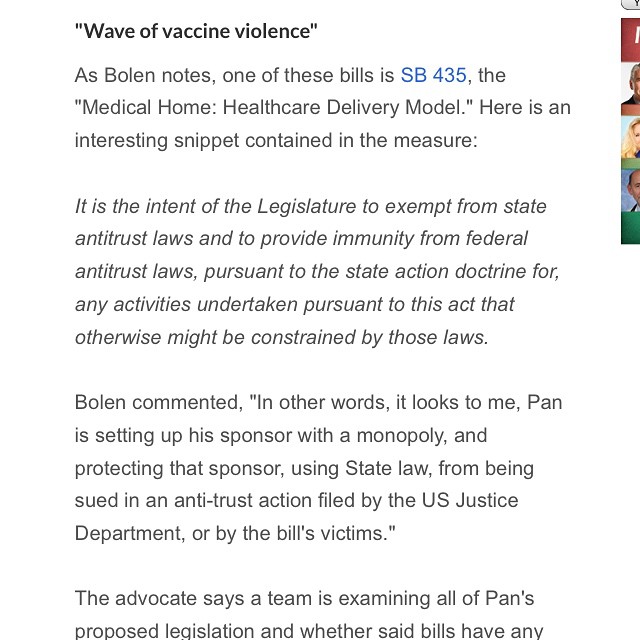 "Wave of vaccine violence"
As Bolen notes, one of these bills is SB 435, the
"Medical Home: Healthcare Delivery Model." Here is an
interesting snippet contained in the measure:
It is the intent of the Legislature to exempt from state
antitrust laws and to provide immunity from federal
antitrust laws, pursuant to the state action doctrine for,
any activities undertaken pursuant to this act that
otherwise might be constrained by those laws.
Bolen commented, "In other words, it looks to me, Pan
is setting up his sponsor with a monopoly, and
protecting that sponsor, using State law, from being
sued in an anti-trust action filed by the US Justice
Department, or by the bill's victims."
The advocate says a team is examining all of Pan's
proposed legislation and whether said bills have any